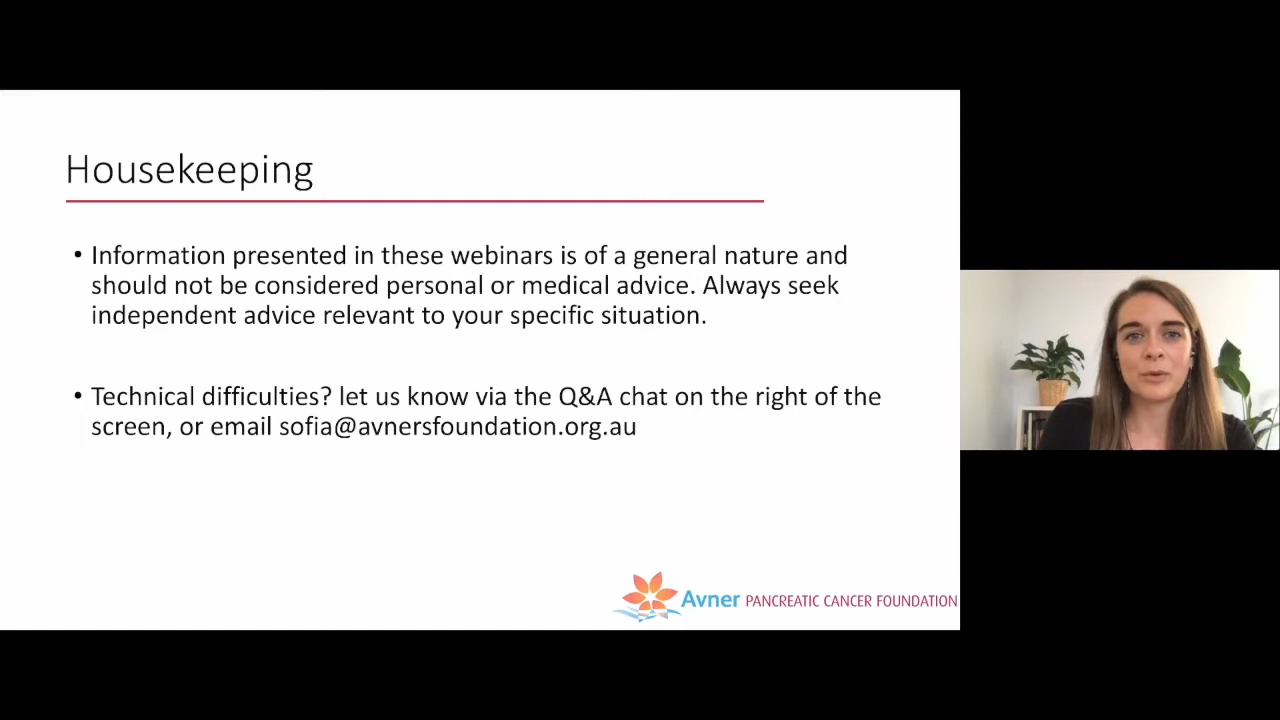 Housekeeping
• Information presented in these webinars is of a general nature and
should not be considered personal or medical advice. Always seek
independent advice relevant to your specific situation.
• Technical difficulties? let us know via the Q&A chat on the right of the
screen, or email sofia@avnersfoundation.org.au
Avner PANCREATIC CANCER FOUNDATION